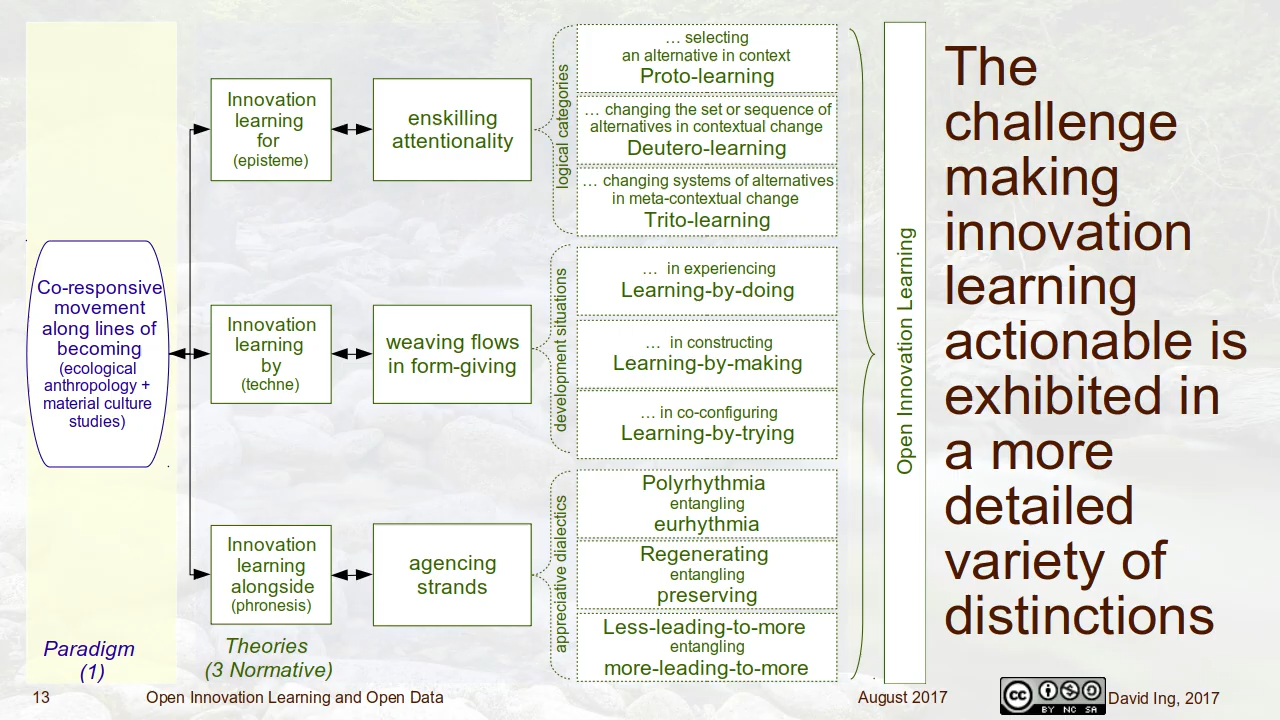 Co-responsive
movement
along lines of
becoming
(ecological
anthropology +
material culture
studies)
Paradigm
(1)
Innovation
learning
for
(episteme)
Innovation
learning
by
(techne)
Innovation
learning
alongside
(phronesis)
Theories
(3 Normative)
enskilling
attentionality
weaving flows
in form-giving
agencing
strands
logical categories
… selecting
an alternative in context
Proto-learning
… changing the set or sequence of
alternatives in contextual change
Deutero-learning
… changing systems of alternatives
in meta-contextual change
Trito-learning
development situations
… in experiencing
Learning-by-doing
… in constructing
Learning-by-making
… in co-configuring
Learning-by-trying
appreciative dialectics
Polyrhythmia
entangling
eurhythmia
Regenerating
entangling
preserving
Less-leading-to-more
entangling
more-leading-to-more
Open Innovation Learning
The
challenge
making
innovation
learning
actionable is
exhibited in
a more
detailed
variety of
distinctions
13
Open Innovation Learning and Open Data
August 2017
cc
BY NC SA
David Ing, 2017